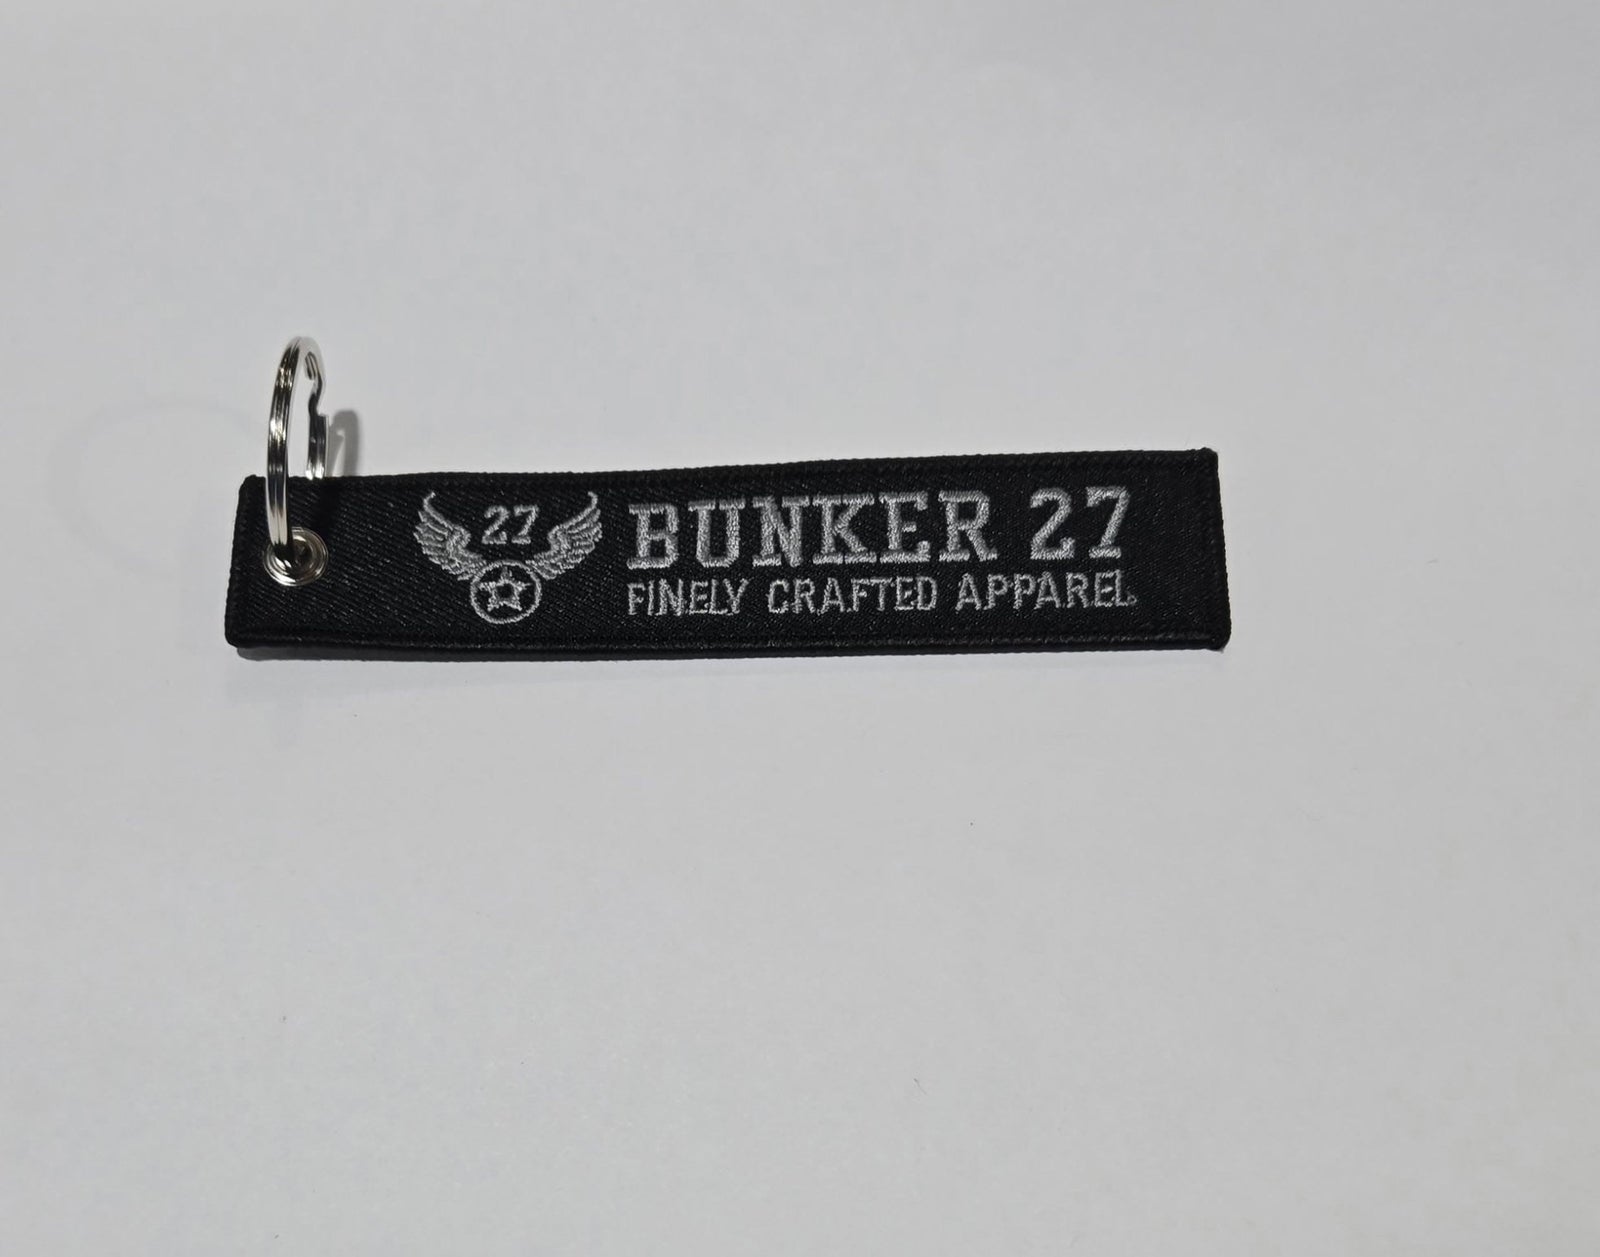 27
BUNKER 27
FINELY CRAFTED APPAREL